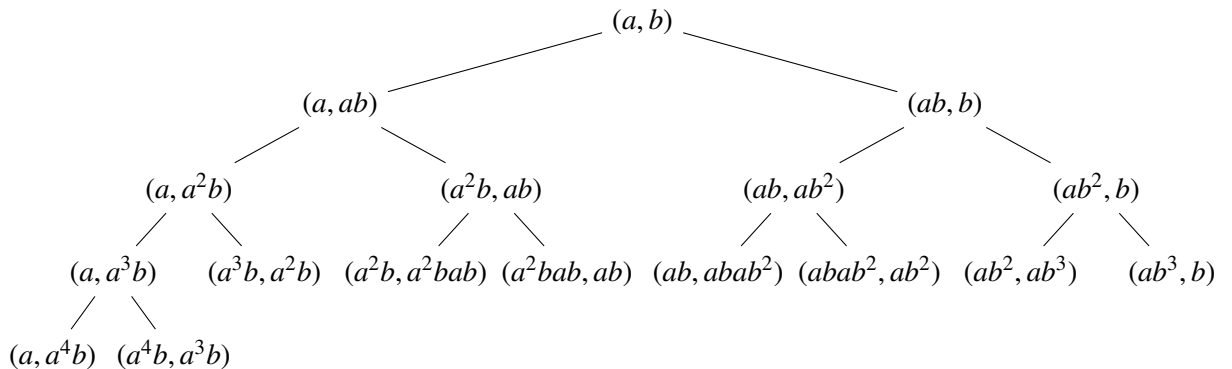 (a, b)
(a, ab) (ab, b)
(a, a²b) (a²b, ab) (ab, ab²) (ab², b)
(a, a³b) (a³b, a²b) (a²b, a²bab) (a²bab, ab) (ab, abab²) (abab², ab²) (ab², ab³) (ab³, b)
(a, a⁴b) (a⁴b, a³b)